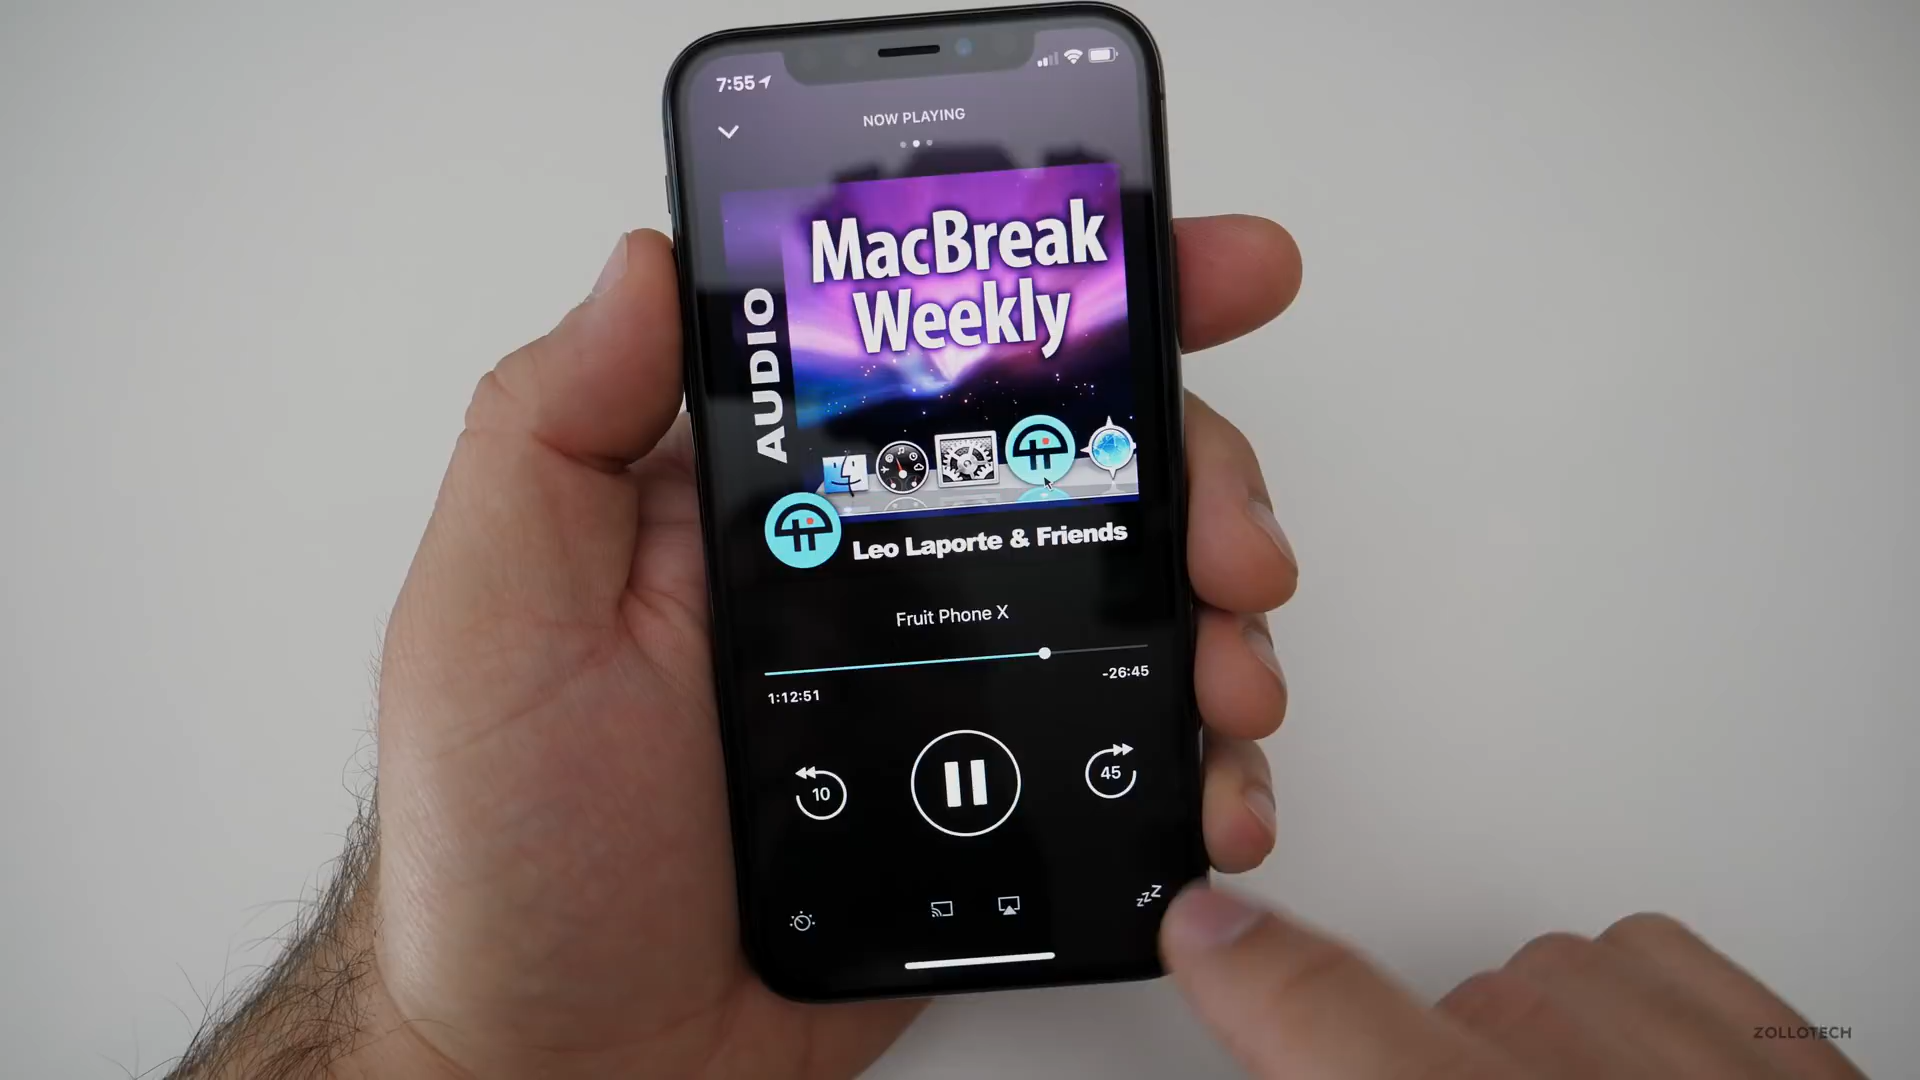 7:55
NOW PLAYING
MacBreak
Weekly
AUDIO
Leo Laporte & Friends
Fruit Phone X
1:12:51
-26:45
10
45
zzZ
ZOLLOTECH